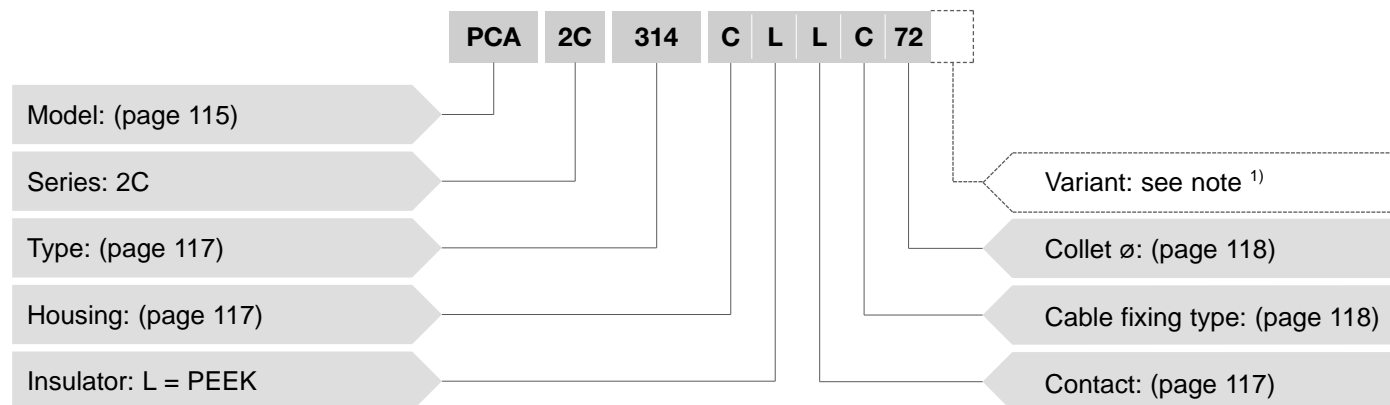 PCA 2C 314 C L L C 72
Model: (page 115)
Series: 2C
Type: (page 117)
Housing: (page 117)
Insulator: L = PEEK
Variant: see note ¹⁾
Collet ø: (page 118)
Cable fixing type: (page 118)
Contact: (page 117)